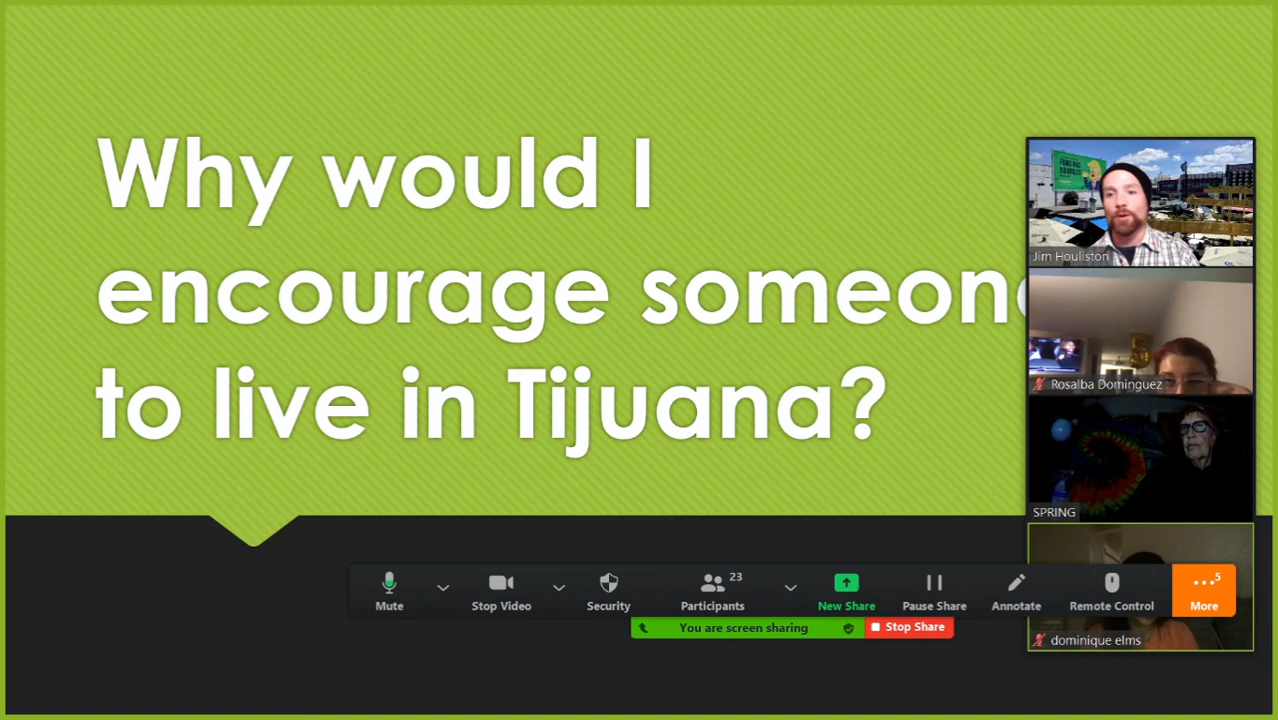 Why would I
encourage someon
to live in Tijuana?
Jim Houliston
Rosalba Dominguez
SPRING
dominique elms
Mute
Stop Video
Security
Participants
23
New Share
Pause Share
Annotate
Remote Control
More
5
You are screen sharing
Stop Share